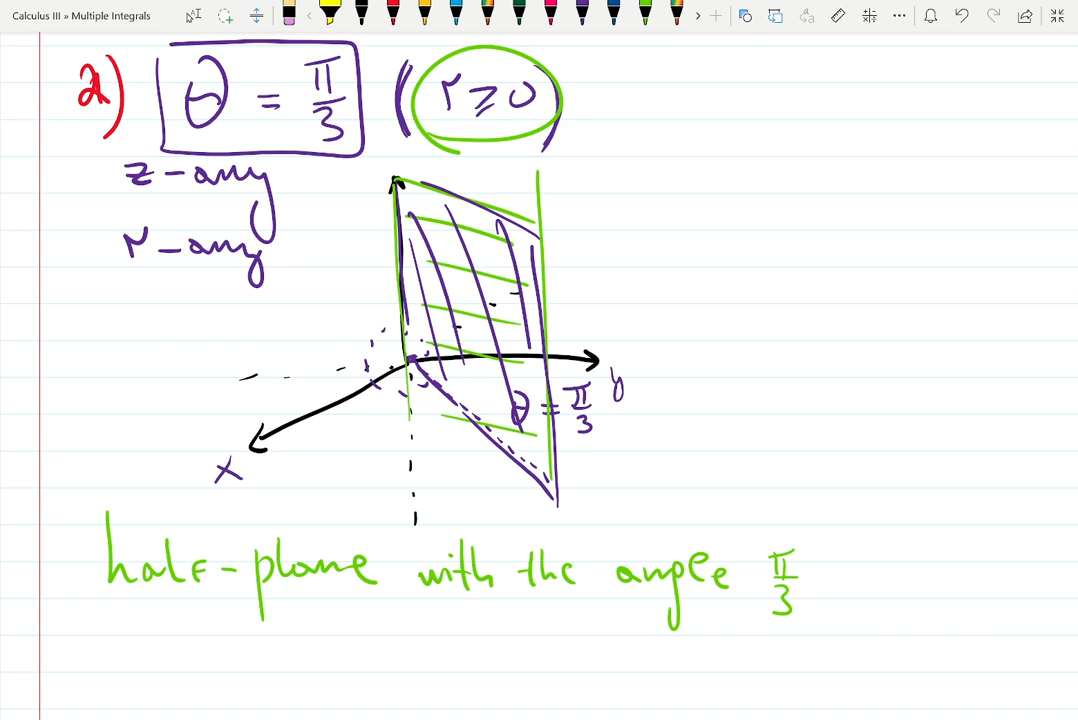 Calculus III » Multiple Integrals
2) θ = π/3 (r ≥ 0)
z - any
r - any
θ = π/3
y
x
half-plane with the angle π/3